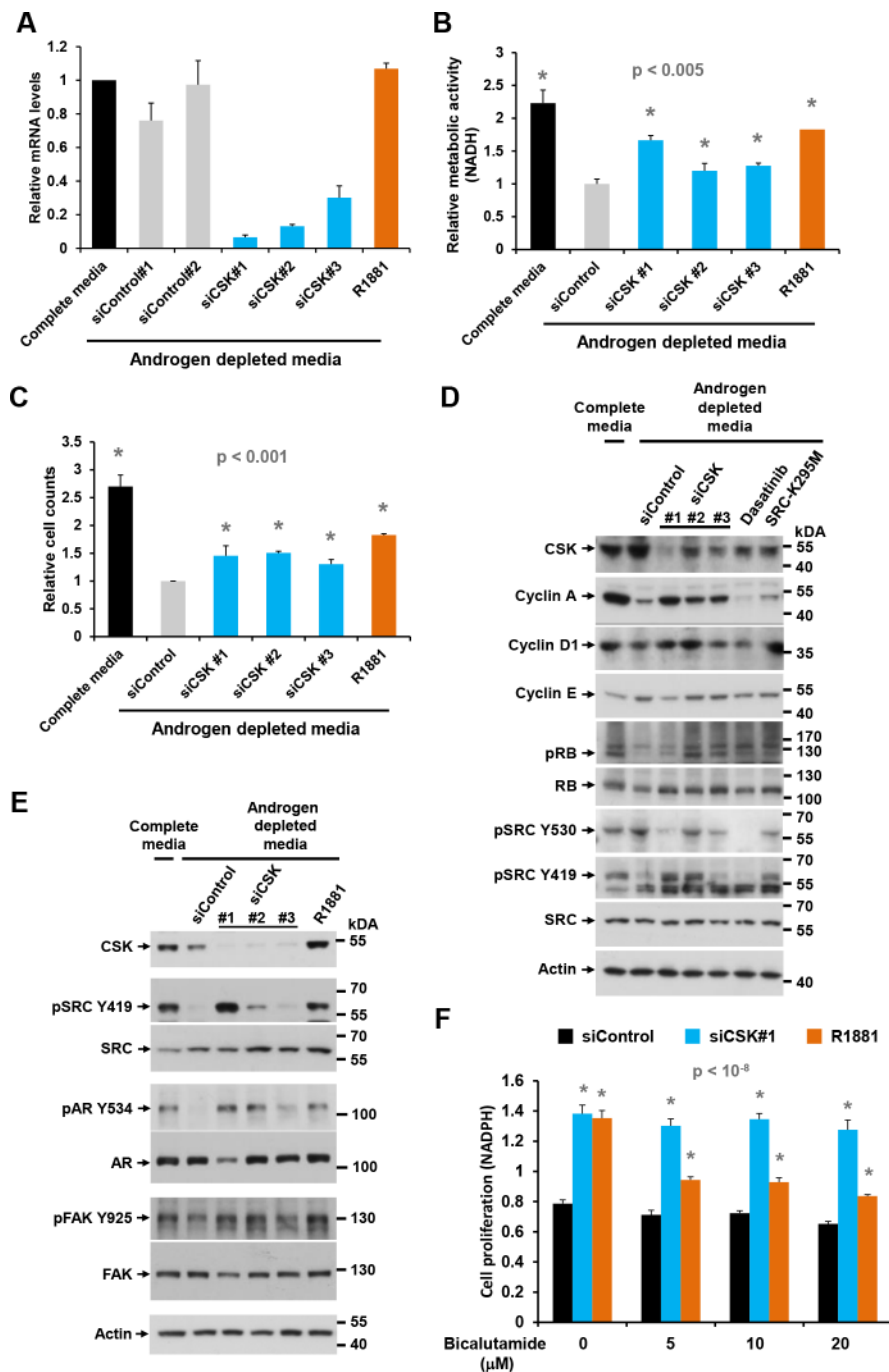 A
Relative mRNA levels
1.2
1
0.8
0.6
0.4
0.2
0
Complete media
siControl#1
siControl#2
siCSK#1
siCSK#2
siCSK#3
R1881
Androgen depleted media
B
Relative metabolic activity
(NADH)
3
2.5
2
1.5
1
0.5
0
p < 0.005
*
*
*
*
*
Complete media
siControl
siCSK #1
siCSK #2
siCSK #3
R1881
Androgen depleted media
C
Relative cell counts
3.5
3
2.5
2
1.5
1
0.5
0
p < 0.001
*
*
*
*
*
Complete media
siControl
siCSK #1
siCSK #2
siCSK #3
R1881
Androgen depleted media
D
Complete
media
Androgen
depleted
media
siControl
siCSK
#1 #2 #3
Dasatinib
SRC-K295M
kDA
CSK
55
40
Cyclin A
55
40
Cyclin D1
35
Cyclin E
55
40
pRB
170
130
RB
130
100
pSRC Y530
70
55
pSRC Y419
70
55
SRC
70
55
Actin
40
E
Complete
media
Androgen
depleted
media
siControl
siCSK
#1 #2 #3
R1881
kDA
CSK
55
pSRC Y419
70
55
SRC
70
55
pAR Y534
100
AR
100
pFAK Y925
130
FAK
130
Actin
55
40
F
siControl siCSK#1 R1881
p < 10⁻⁸
Cell proliferation (NADPH)
1.6
1.4
1.2
1
0.8
0.6
0.4
0.2
0
* *
*
*
*
*
*
*
Bicalutamide
(µM)
0 5 10 20